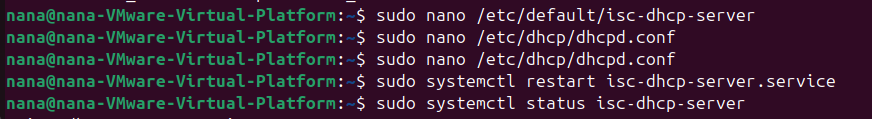 nana@nana-VMware-Virtual-Platform:~$ sudo nano /etc/default/isc-dhcp-server
nana@nana-VMware-Virtual-Platform:~$ sudo nano /etc/dhcp/dhcpd.conf
nana@nana-VMware-Virtual-Platform:~$ sudo nano /etc/dhcp/dhcpd.conf
nana@nana-VMware-Virtual-Platform:~$ sudo systemctl restart isc-dhcp-server.service
nana@nana-VMware-Virtual-Platform:~$ sudo systemctl status isc-dhcp-server